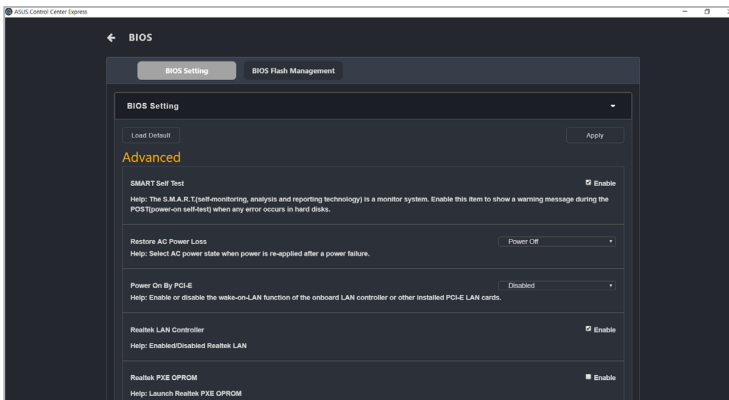 ASUS Control Center Express
BIOS
BIOS Setting
BIOS Flash Management
BIOS Setting
Load Default
Apply
Advanced
SMART Self Test
Enable
Help: The S.M.A.R.T.(self-monitoring, analysis and reporting technology) is a monitor system. Enable this item to show a warning message during the
POST(power-on self-test) when any error occurs in hard disks.
Restore AC Power Loss
Power Off
Help: Select AC power state when power is re-applied after a power failure.
Power On By PCI-E
Disabled
Help: Enable or disable the wake-on-LAN function of the onboard LAN controller or other installed PCI-E LAN cards.
Realtek LAN Controller
Enable
Help: Enabled/Disabled Realtek LAN
Realtek PXE OPROM
Enable
Help: Launch Realtek PXE OPROM